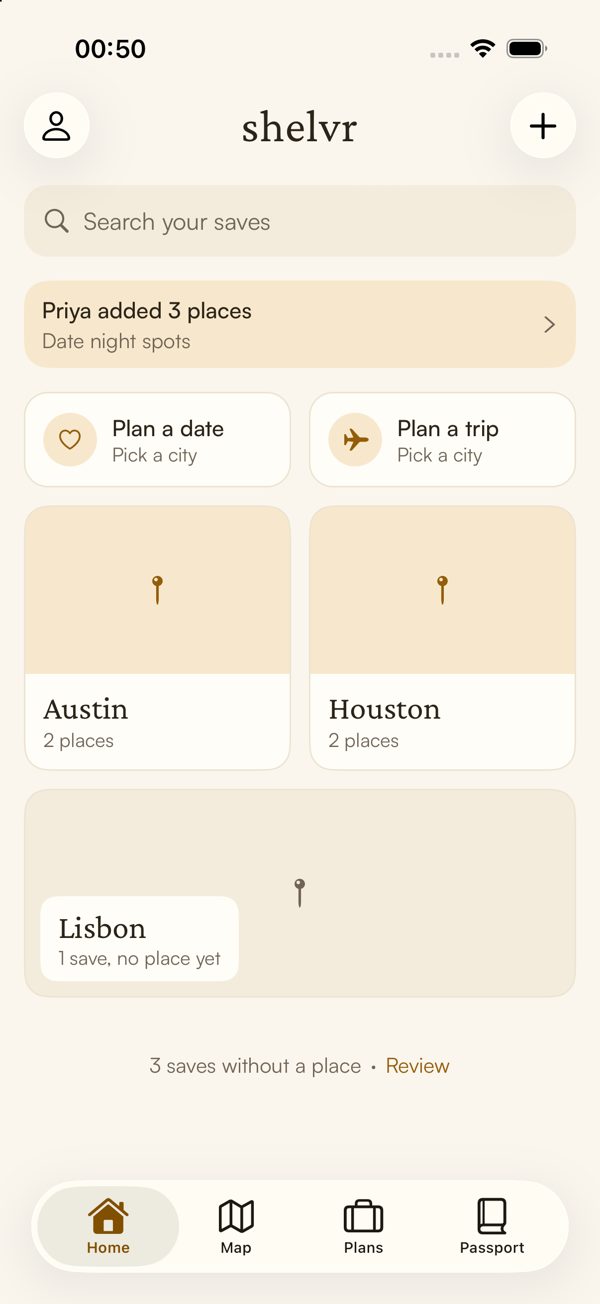 00:50
shelvr
Search your saves
Priya added 3 places
Date night spots
Plan a date
Pick a city
Plan a trip
Pick a city
Austin
2 places
Houston
2 places
Lisbon
1 save, no place yet
3 saves without a place · Review
Home
Map
Plans
Passport